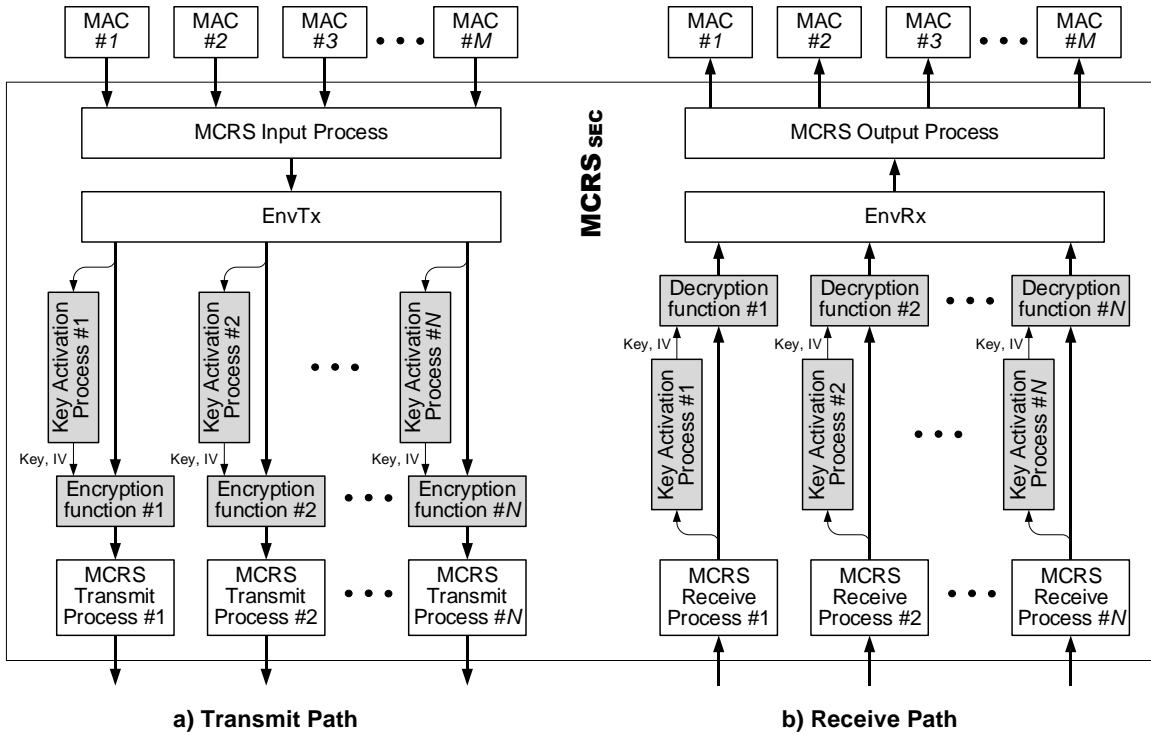 MAC #1
MAC #2
MAC #3
MAC #M
MCRS Input Process
EnvTx
Key Activation Process #1
Key Activation Process #2
Key Activation Process #N
Key, IV
Key, IV
Key, IV
Encryption function #1
Encryption function #2
Encryption function #N
MCRS Transmit Process #1
MCRS Transmit Process #2
MCRS Transmit Process #N
a) Transmit Path
MCRS SEC
MAC #1
MAC #2
MAC #3
MAC #M
MCRS Output Process
EnvRx
Decryption function #1
Decryption function #2
Decryption function #N
Key, IV
Key, IV
Key, IV
Key Activation Process #1
Key Activation Process #2
Key Activation Process #N
MCRS Receive Process #1
MCRS Receive Process #2
MCRS Receive Process #N
b) Receive Path